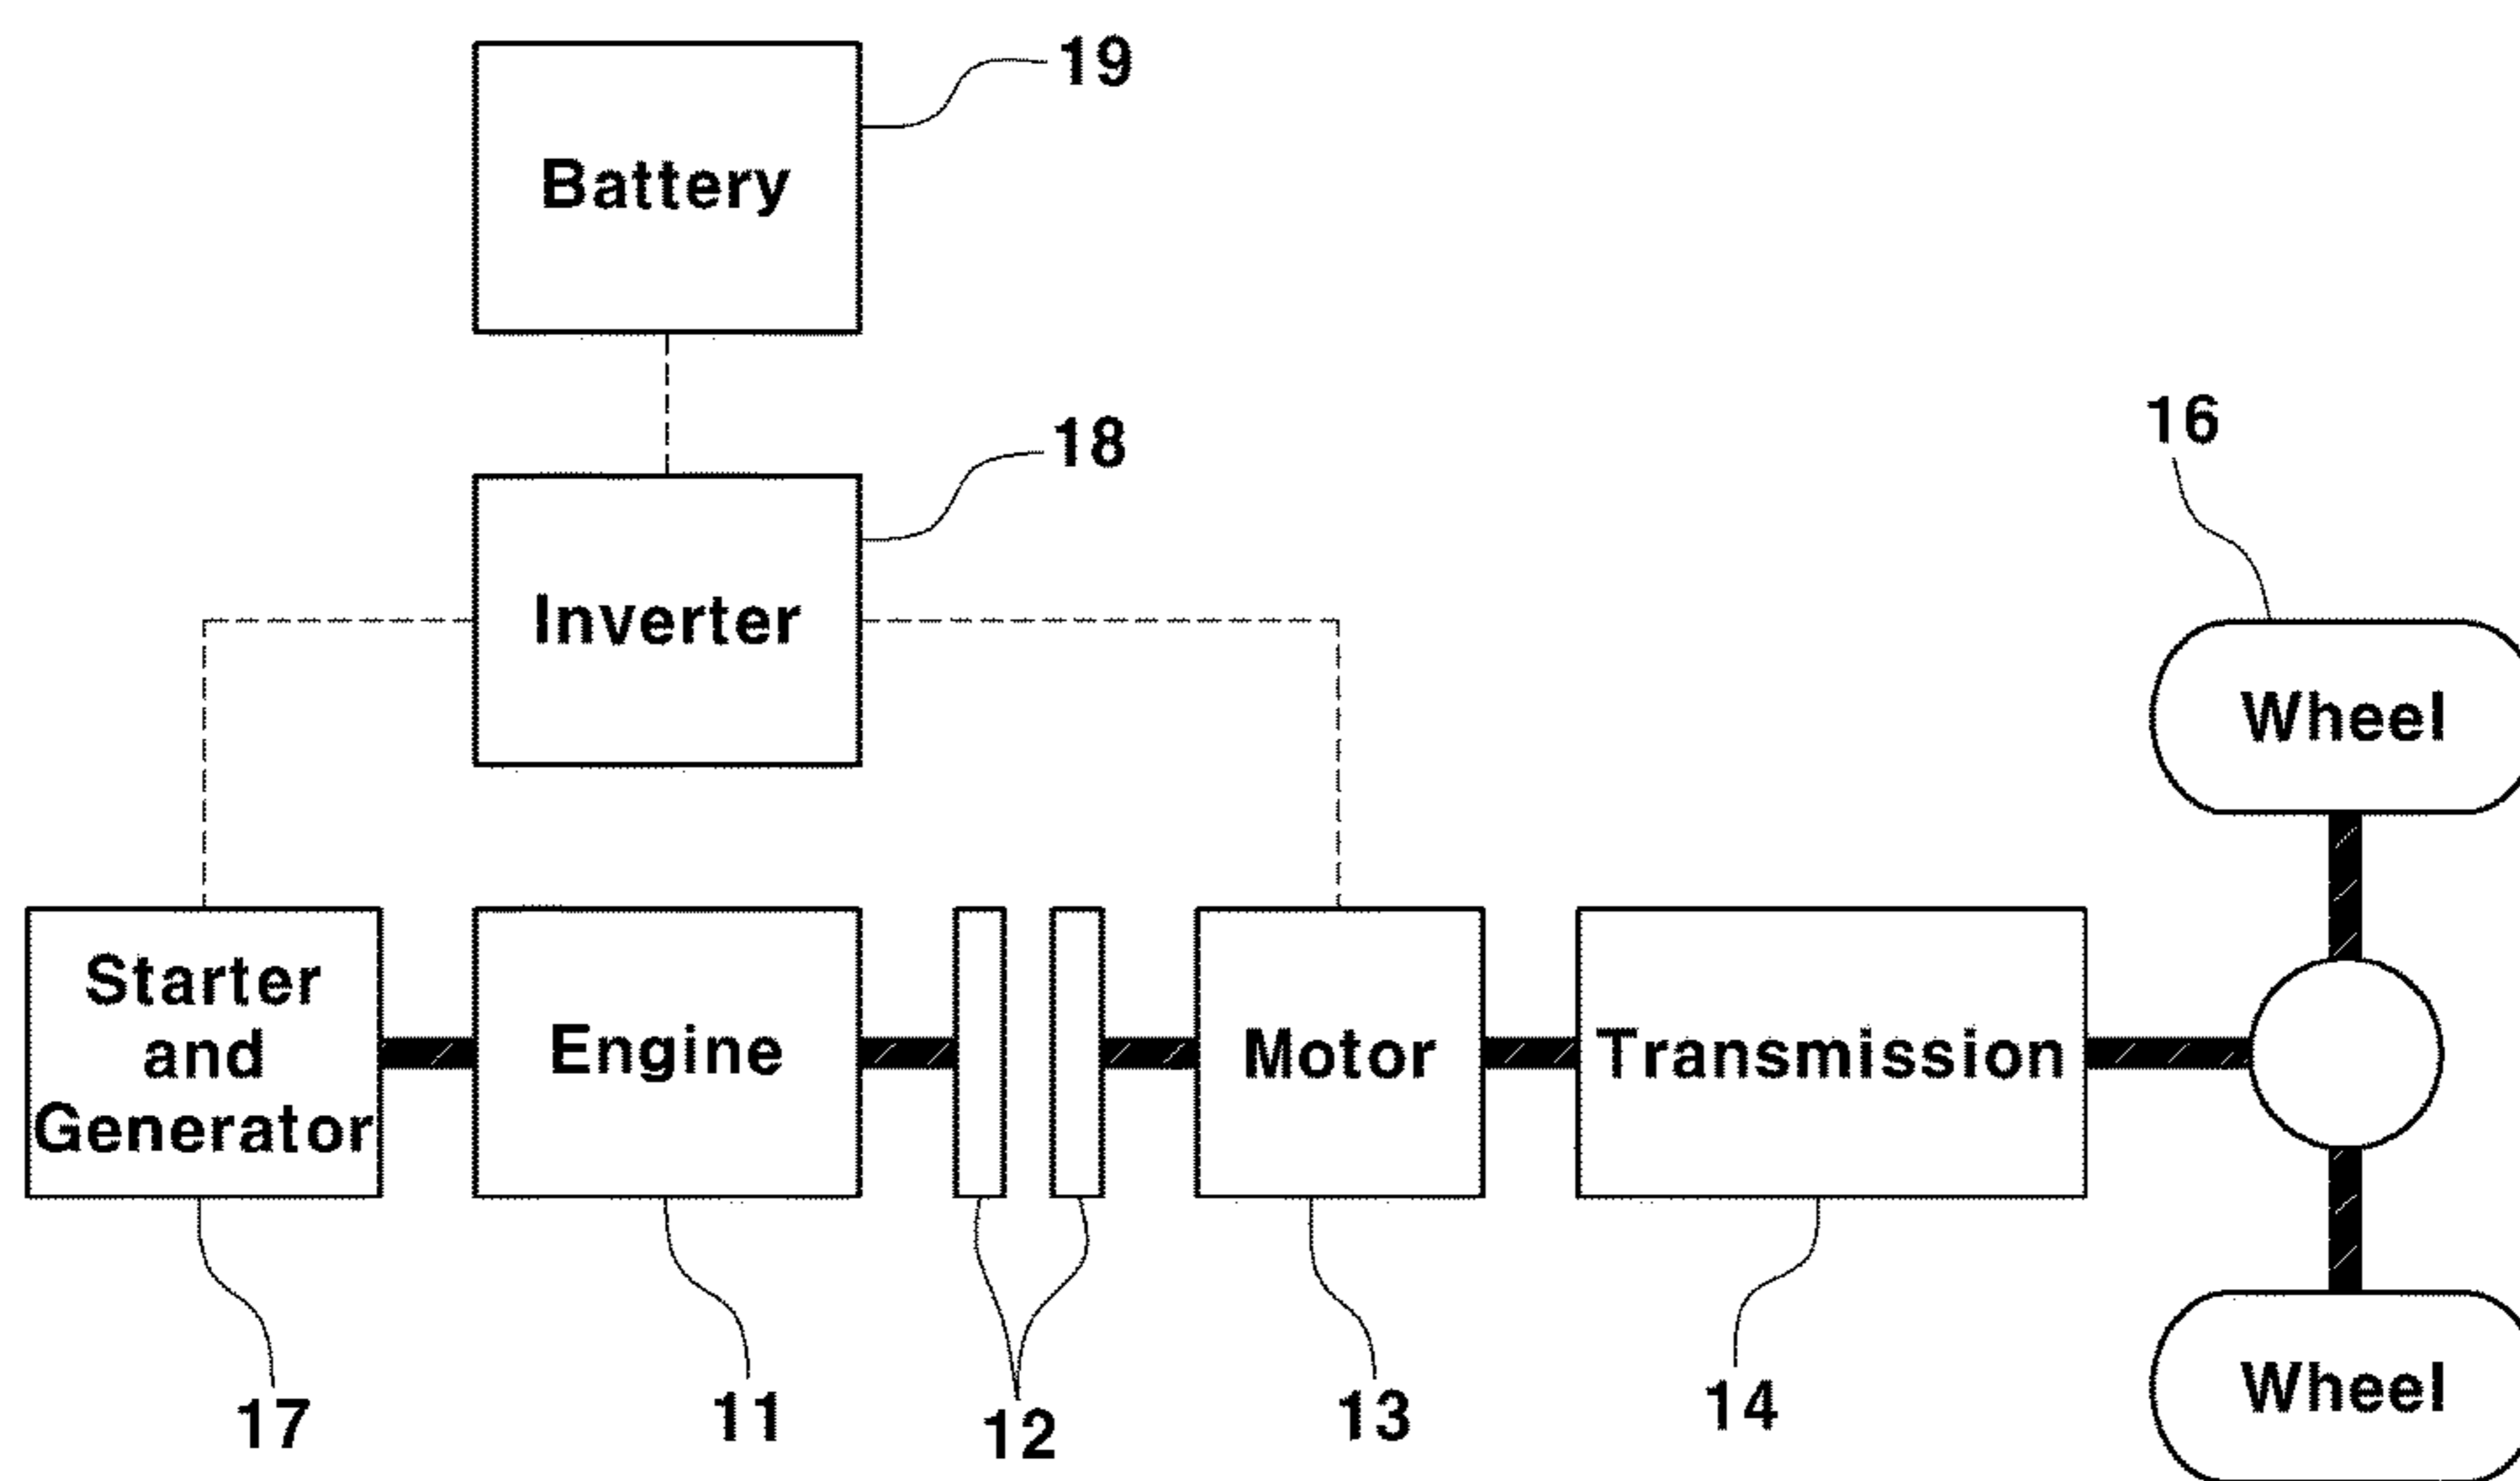 19
Battery
18
16
Inverter
Wheel
Starter
and
Generator
Engine
Motor
Transmission
Wheel
17
11
12
13
14